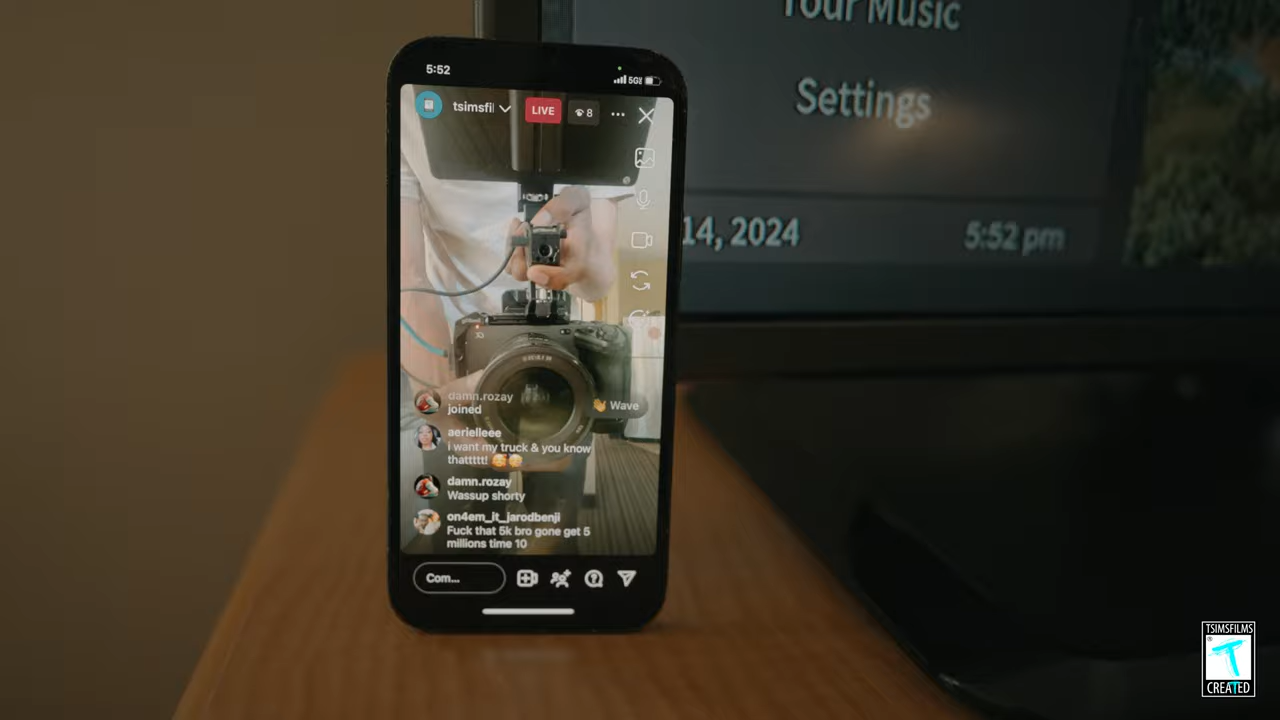 Your Music
Settings
14, 2024
5:52 pm
5:52
5G
tsimsfil
LIVE
8
damn.rozay
joined
Wave
aerielleee
i want my truck & you know
thattttt! 🥰🥰
damn.rozay
Wassup shorty
on4em_it_jarodbenji
Fuck that 5k bro gone get 5
millions time 10
Com...
TSIMSFILMS
T
CREATED